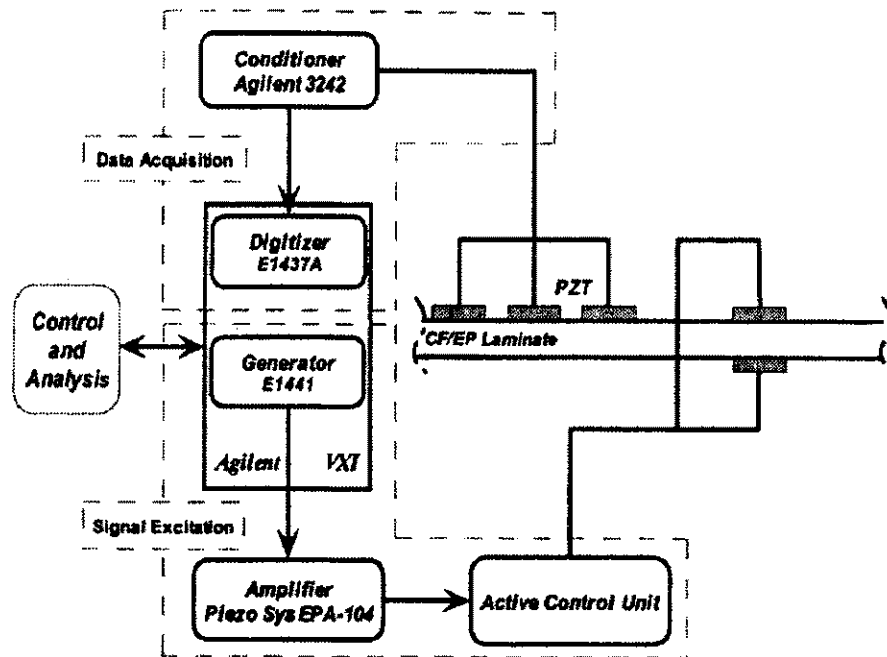 Conditioner
Agilent 3242
Data Acquisition
Digitizer
E1437A
PZT
CF/EP Laminate
Control
and
Analysis
Generator
E1441
Agilent VXI
Signal Excitation
Amplifier
Piezo Sys EPA-104
Active Control Unit